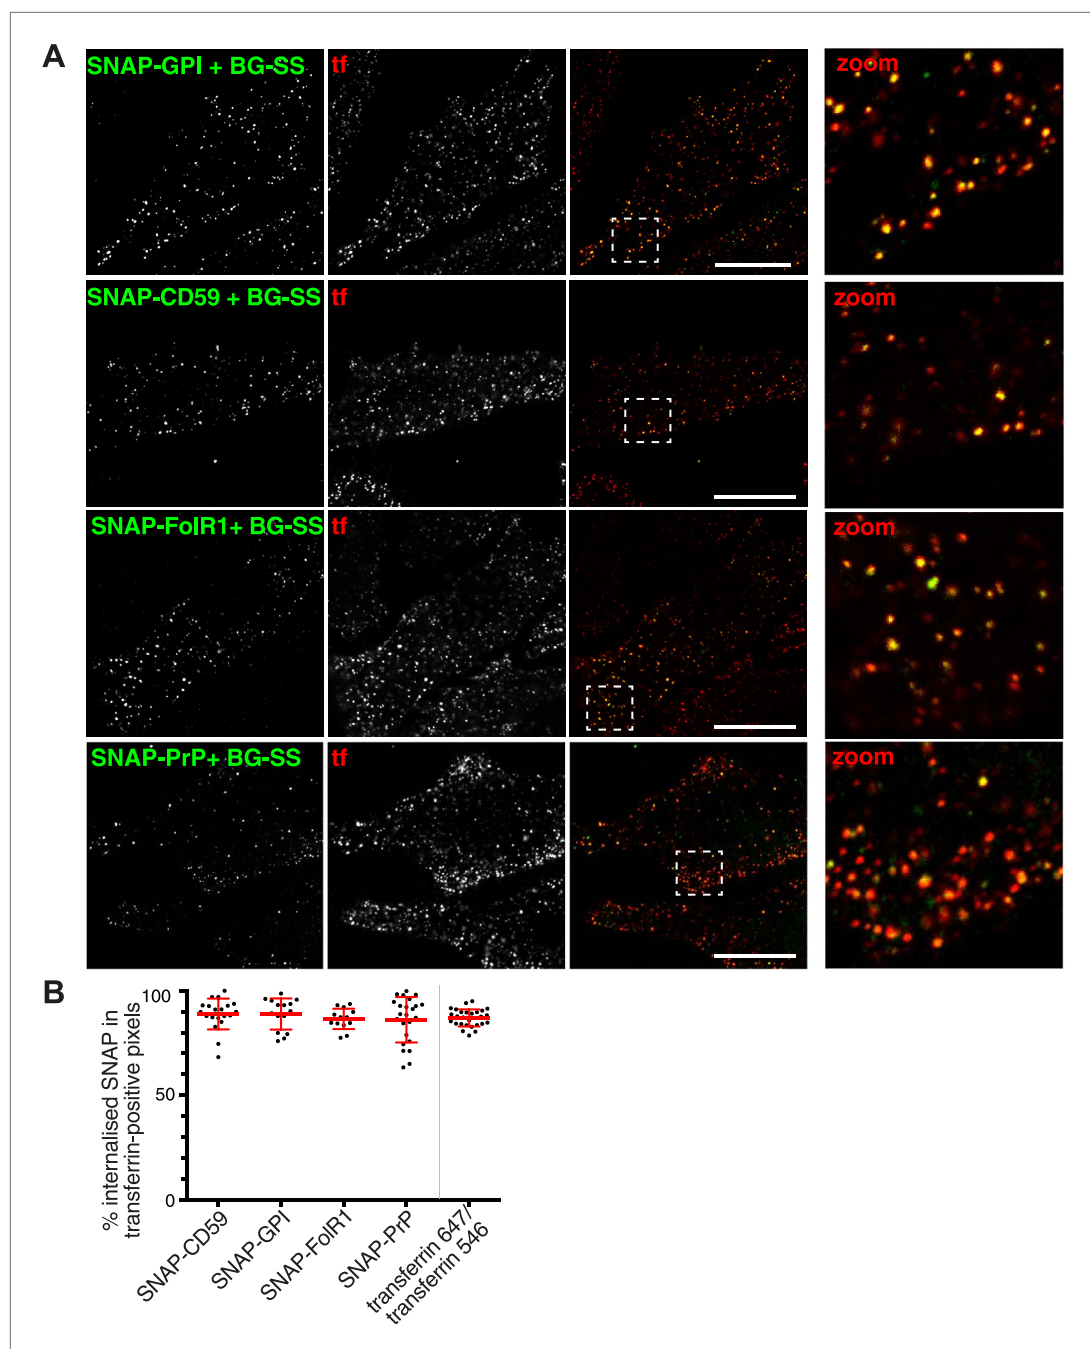 A
SNAP-GPI + BG-SS
tf
zoom
SNAP-CD59 + BG-SS
tf
zoom
SNAP-FolR1+ BG-SS
tf
zoom
SNAP-PrP+ BG-SS
tf
zoom
B
% internalised SNAP in
transferrin-positive pixels
100
50
0
SNAP-CD59
SNAP-GPI
SNAP-FolR1
SNAP-PrP
transferrin 647/
transferrin 546